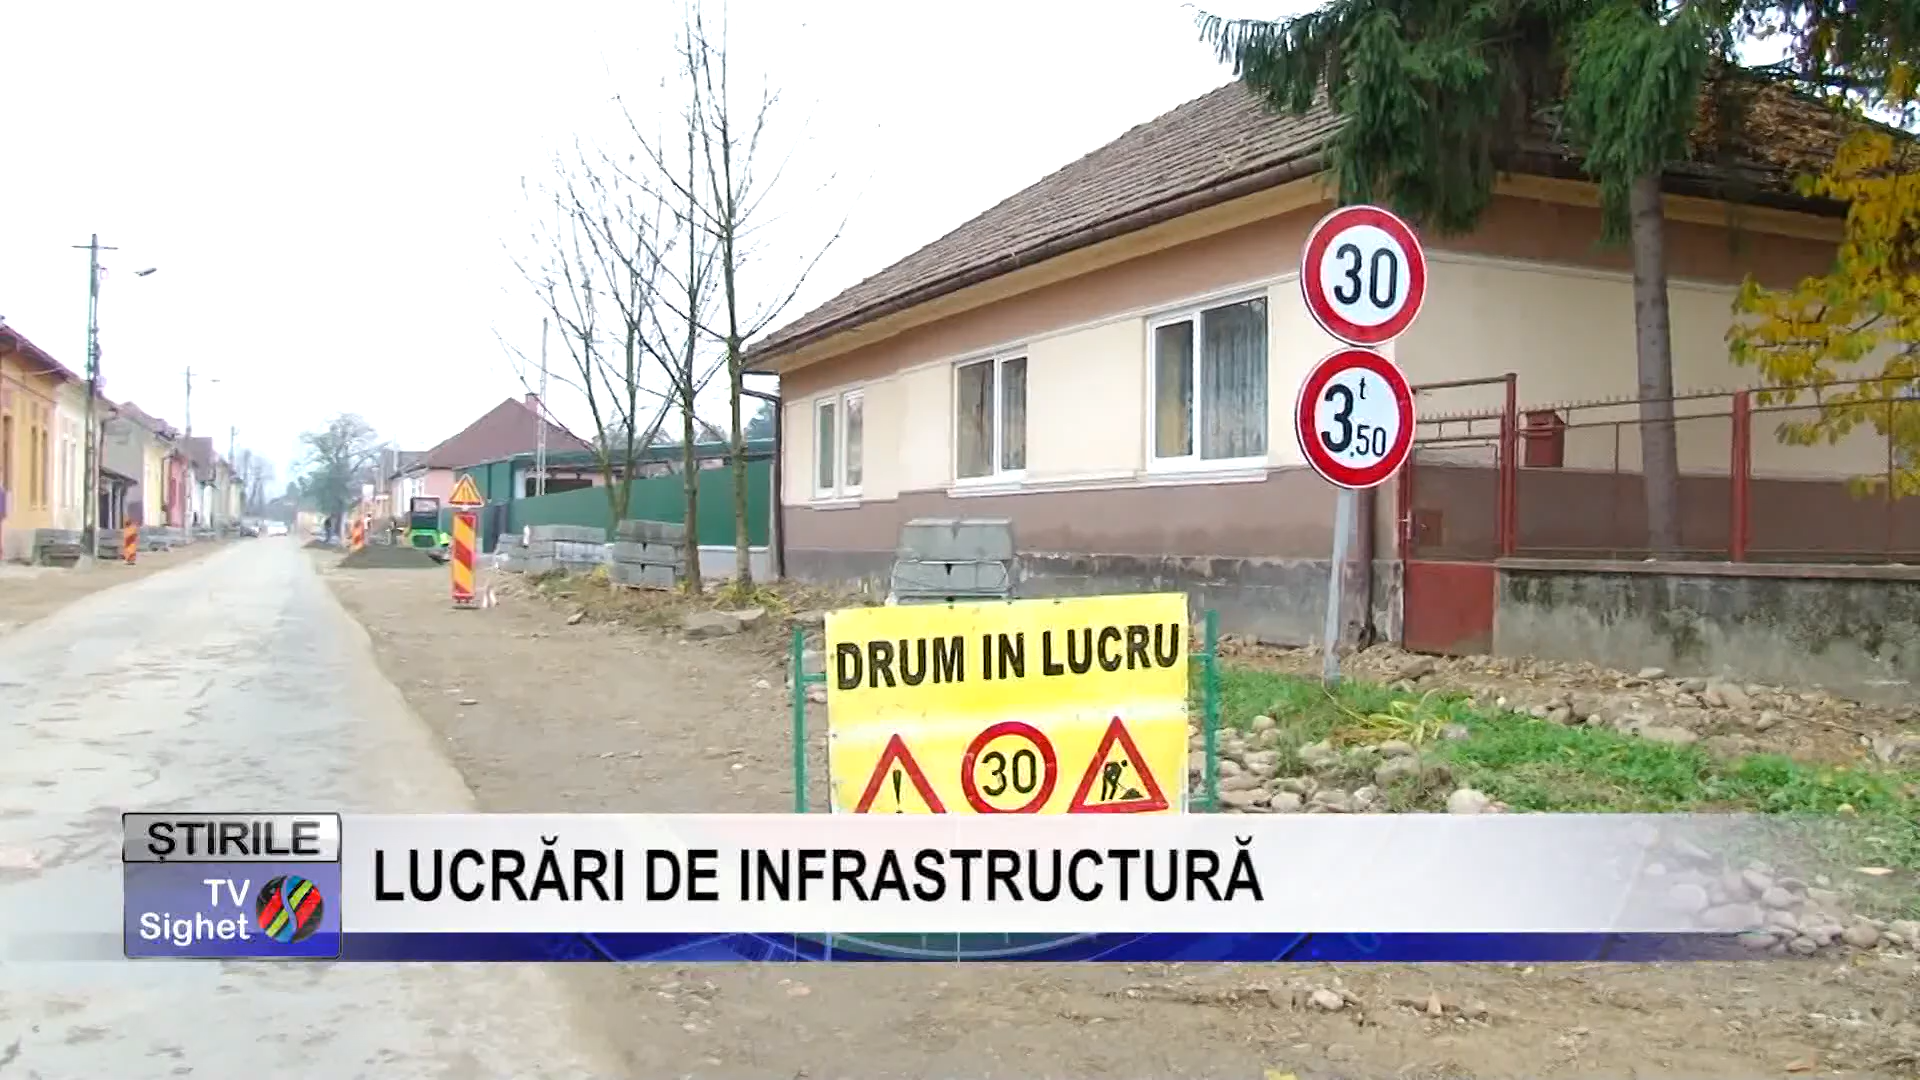 30
3,50 t
DRUM IN LUCRU
!
30
ȘTIRILE
TV
Sighet
LUCRĂRI DE INFRASTRUCTURĂ